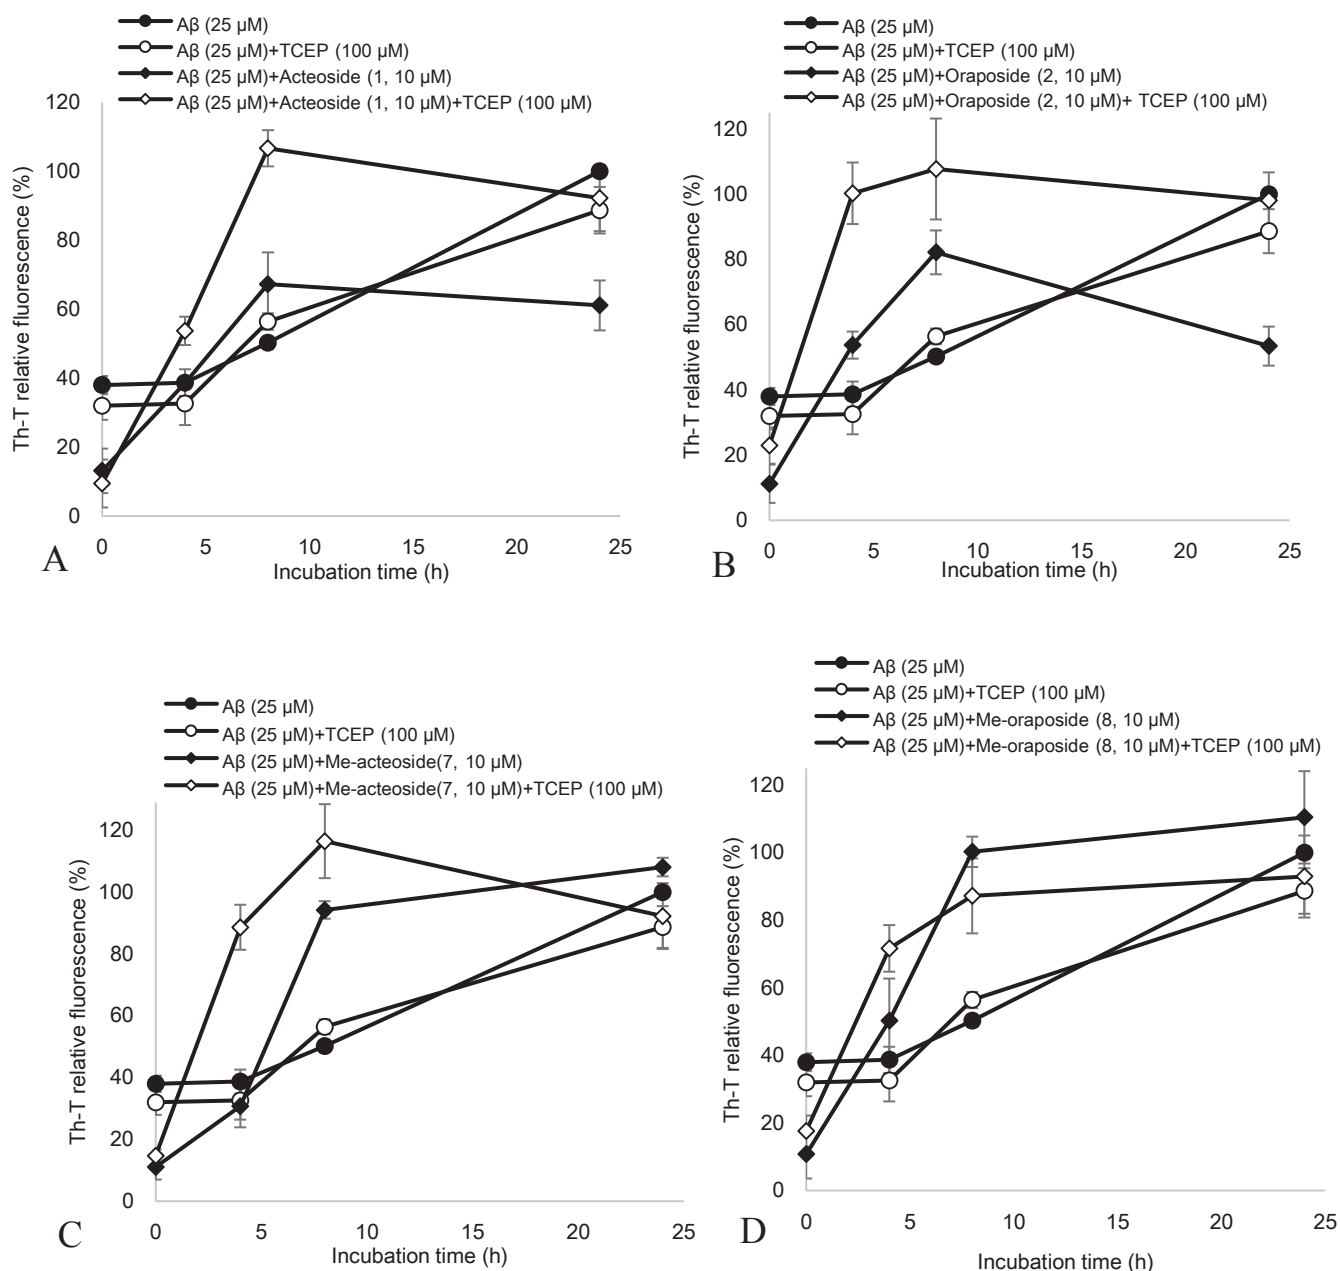 Aβ (25 µM)
Aβ (25 µM)+TCEP (100 µM)
Aβ (25 µM)+Acteoside (1, 10 µM)
Aβ (25 µM)+Acteoside (1, 10 µM)+TCEP (100 µM)
120
100
80
60
40
20
0
Th-T relative fluorescence (%)
0 5 10 15 20 25
Incubation time (h)
A
Aβ (25 µM)
Aβ (25 µM)+TCEP (100 µM)
Aβ (25 µM)+Oraposide (2, 10 µM)
Aβ (25 µM)+Oraposide (2, 10 µM)+ TCEP (100 µM)
120
100
80
60
40
20
0
Th-T relative fluorescence (%)
0 5 10 15 20 25
Incubation time (h)
B
Aβ (25 µM)
Aβ (25 µM)+TCEP (100 µM)
Aβ (25 µM)+Me-acteoside(7, 10 µM)
Aβ (25 µM)+Me-acteoside(7, 10 µM)+TCEP (100 µM)
120
100
80
60
40
20
0
Th-T relative fluorescence (%)
0 5 10 15 20 25
Incubation time (h)
C
Aβ (25 µM)
Aβ (25 µM)+TCEP (100 µM)
Aβ (25 µM)+Me-oraposide (8, 10 µM)
Aβ (25 µM)+Me-oraposide (8, 10 µM)+TCEP (100 µM)
120
100
80
60
40
20
0
Th-T relative fluorescence (%)
0 5 10 15 20 25
Incubation time (h)
D